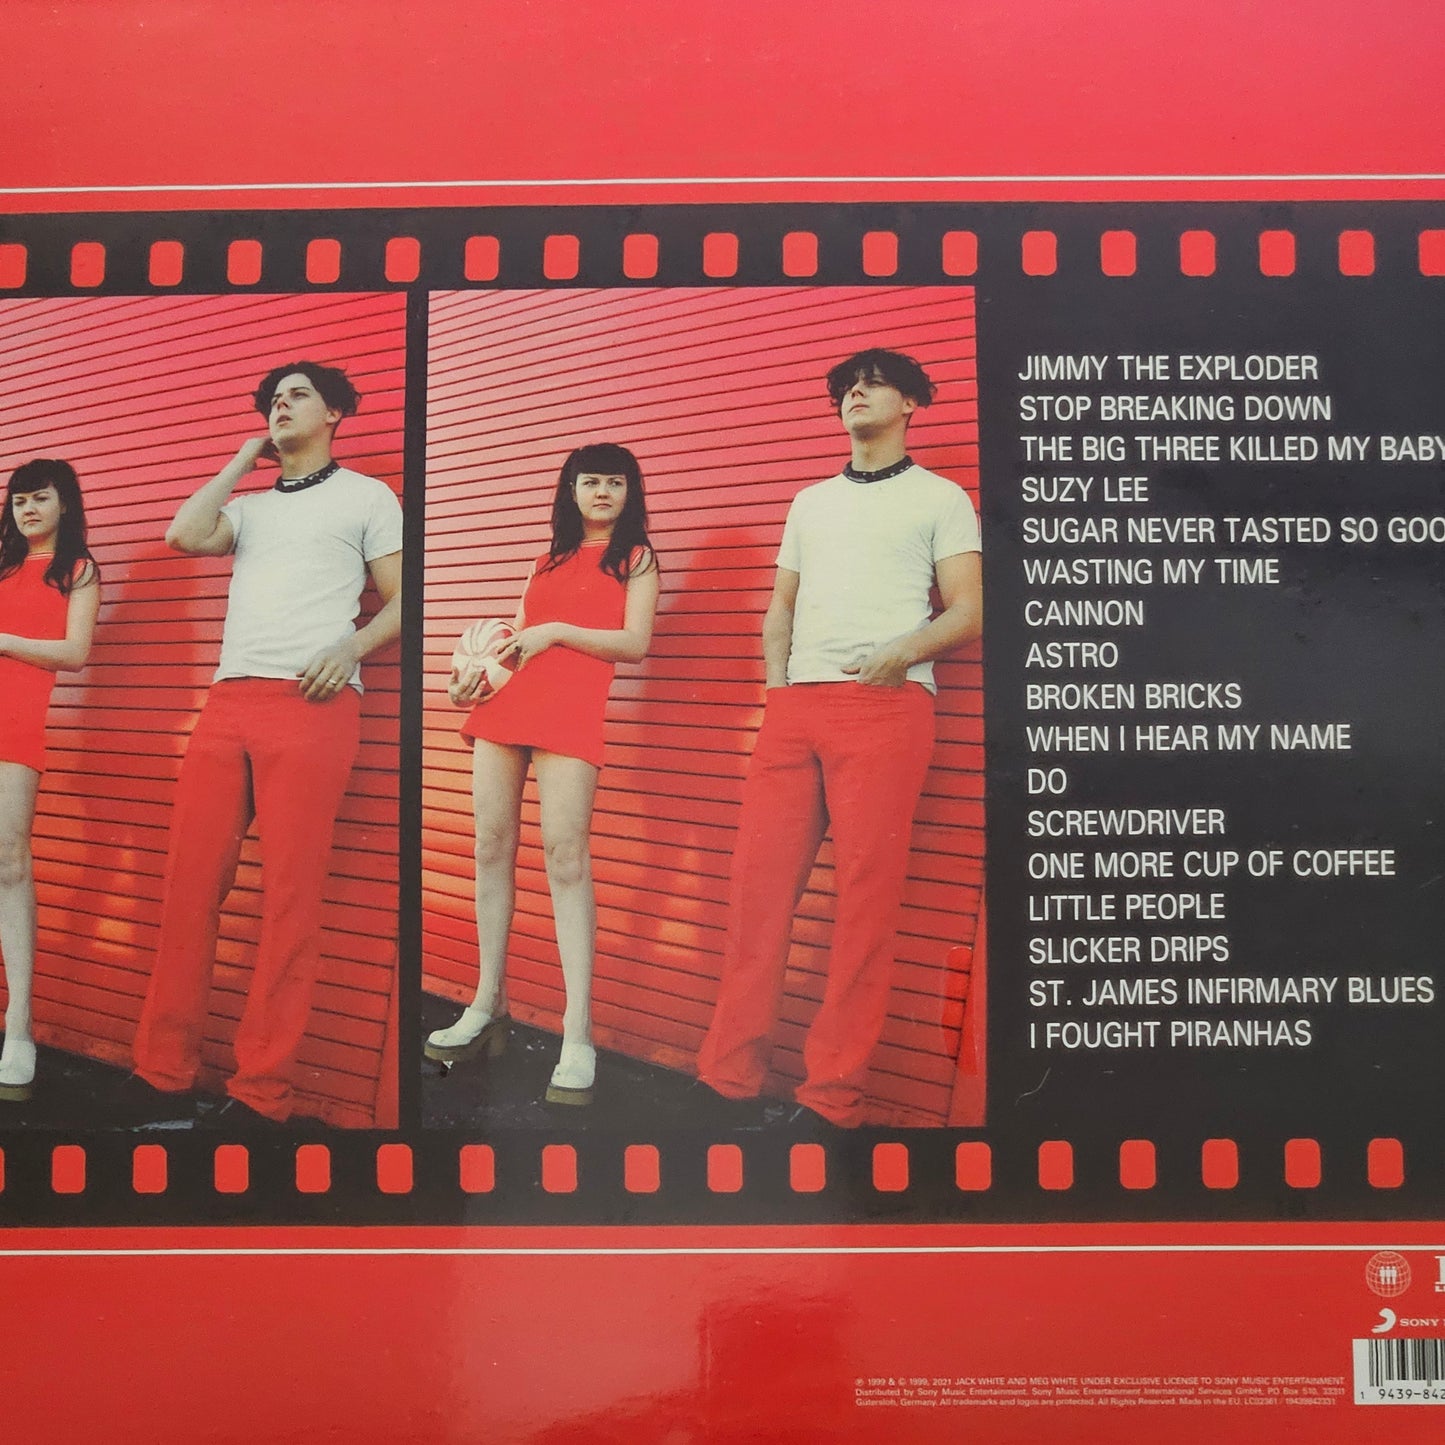 JIMMY THE EXPLODER
STOP BREAKING DOWN
THE BIG THREE KILLED MY BABY
SUZY LEE
SUGAR NEVER TASTED SO GOO
WASTING MY TIME
CANNON
ASTRO
BROKEN BRICKS
WHEN I HEAR MY NAME
DO
SCREWDRIVER
ONE MORE CUP OF COFFEE
LITTLE PEOPLE
SLICKER DRIPS
ST. JAMES INFIRMARY BLUES
I FOUGHT PIRANHAS
SONY
℗ 1999 & © 1999, 2021 JACK WHITE AND MEG WHITE UNDER EXCLUSIVE LICENSE TO SONY MUSIC ENTERTAINMENT.
Distributed by Sony Music Entertainment. Sony Music Entertainment International Services GmbH, PO Box 510, 33311
Gütersloh, Germany. All trademarks and logos are protected. All Rights Reserved. Made in the EU. LC02361 / 19439842331
1 9439-842